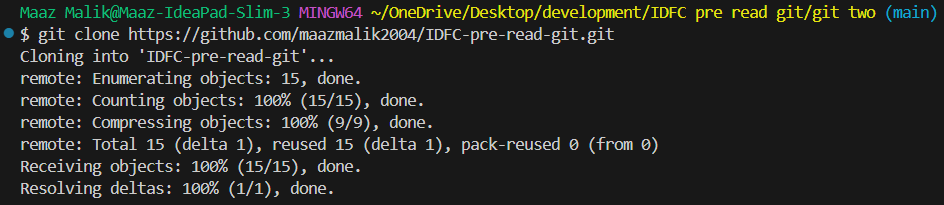 Maaz Malik@Maaz-IdeaPad-Slim-3 MINGW64 ~/OneDrive/Desktop/development/IDFC pre read git/git two (main)
$ git clone https://github.com/maazmalik2004/IDFC-pre-read-git.git
Cloning into 'IDFC-pre-read-git'...
remote: Enumerating objects: 15, done.
remote: Counting objects: 100% (15/15), done.
remote: Compressing objects: 100% (9/9), done.
remote: Total 15 (delta 1), reused 15 (delta 1), pack-reused 0 (from 0)
Receiving objects: 100% (15/15), done.
Resolving deltas: 100% (1/1), done.